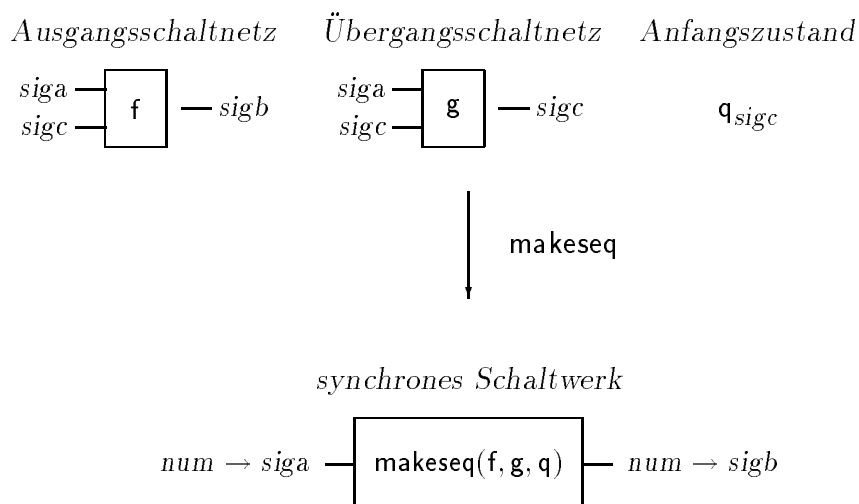 Ausgangsschaltnetz Übergangsschaltnetz Anfangszustand
siga f sigb siga g sigc q_sigc
sigc sigc
makeseq
synchrones Schaltwerk
num → siga makeseq(f, g, q) num → sigb